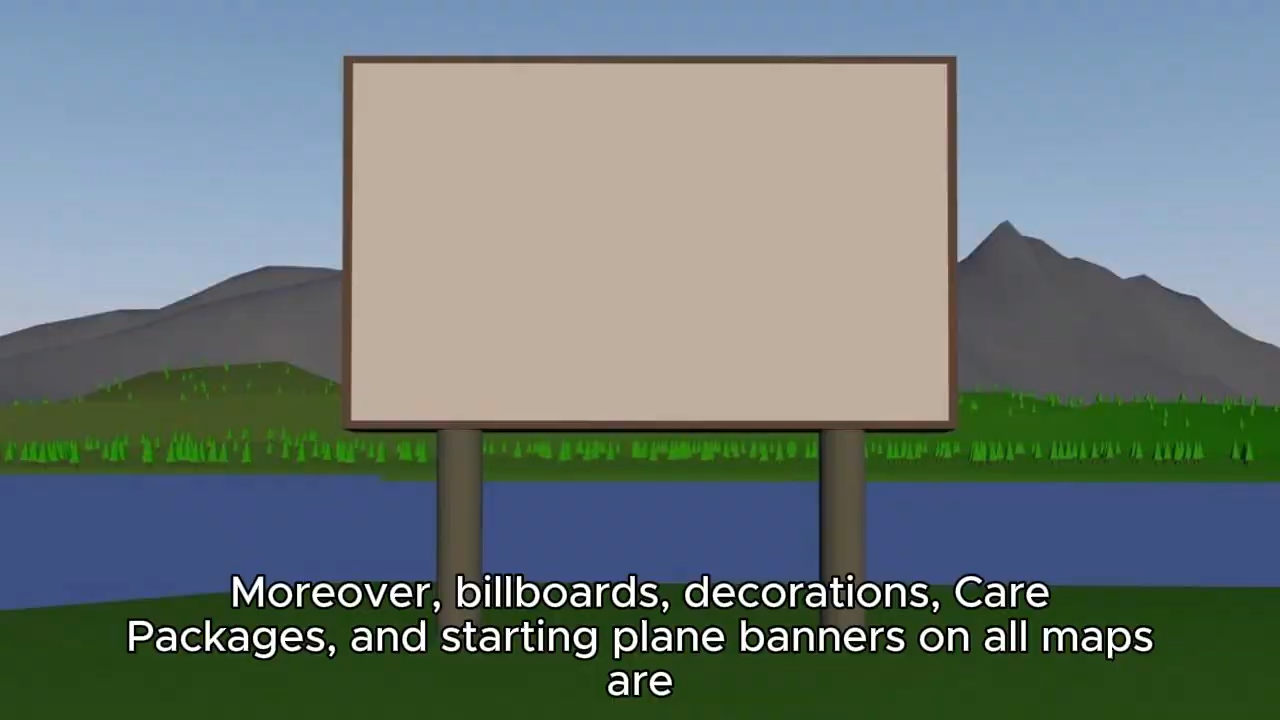 Moreover, billboards, decorations, Care
Packages, and starting plane banners on all maps
are